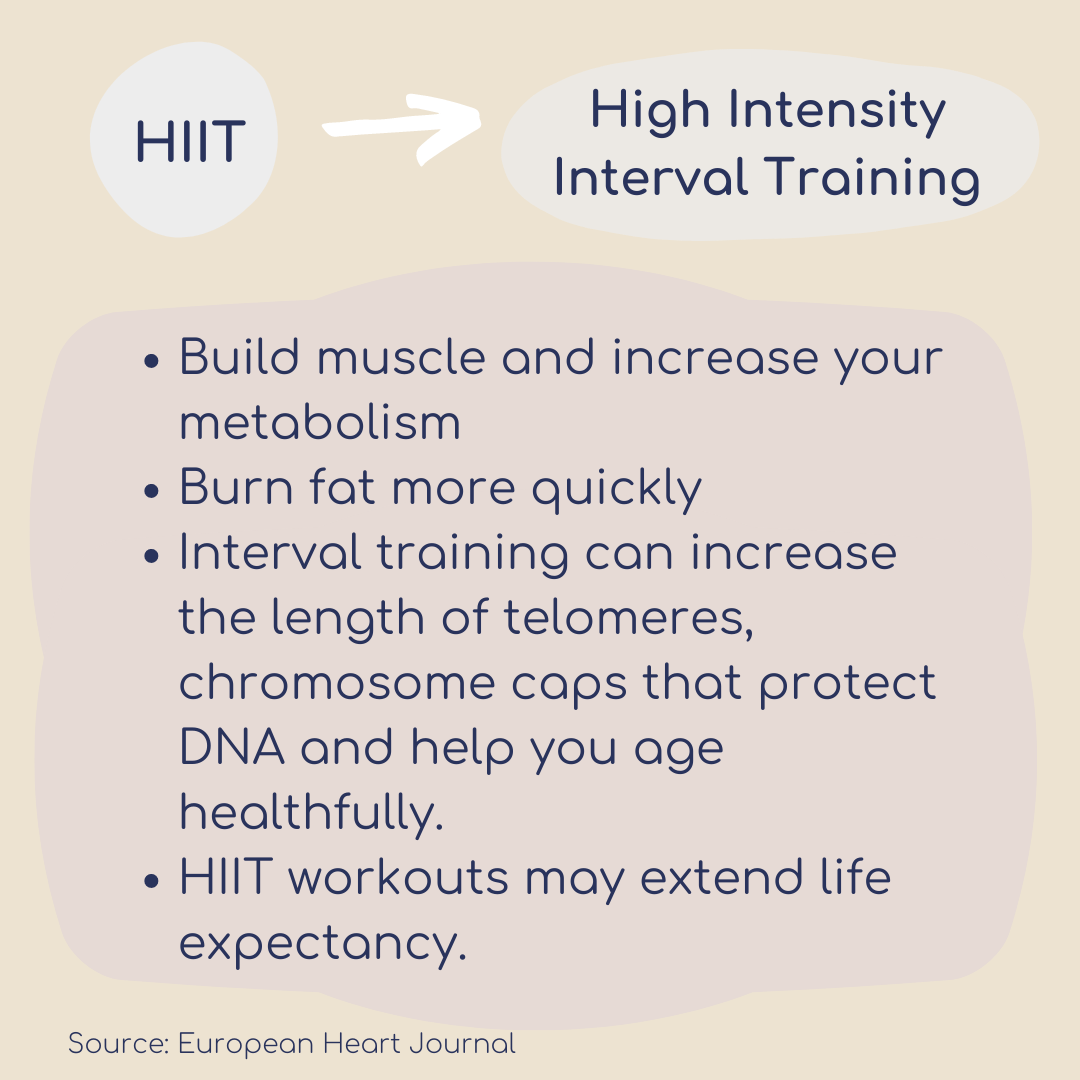 HIIT
High Intensity
Interval Training
• Build muscle and increase your
metabolism
• Burn fat more quickly
• Interval training can increase
the length of telomeres,
chromosome caps that protect
DNA and help you age
healthfully.
• HIIT workouts may extend life
expectancy.
Source: European Heart Journal